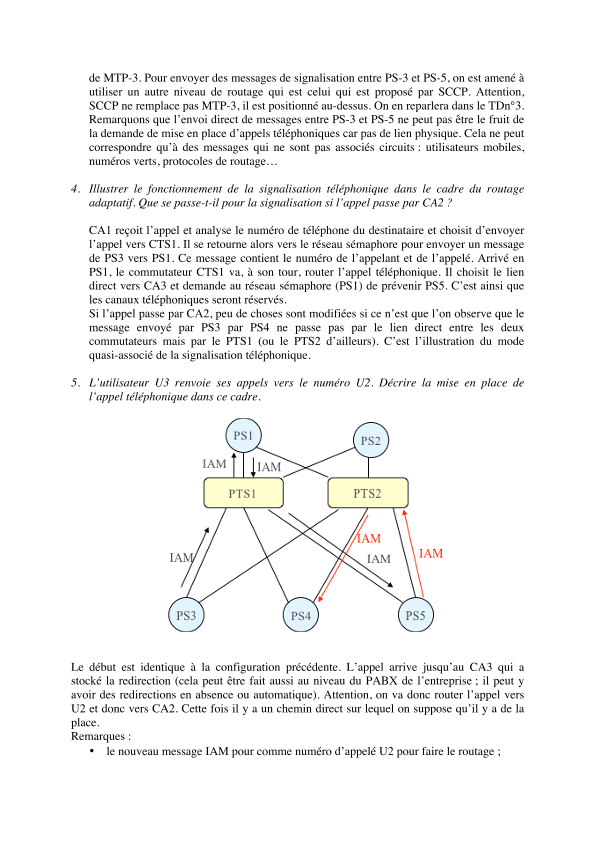 de MTP-3. Pour envoyer des messages de signalisation entre PS-3 et PS-5, on est amené à
utiliser un autre niveau de routage qui est celui qui est proposé par SCCP. Attention,
SCCP ne remplace pas MTP-3, il est positionné au-dessus. On en reparlera dans le TDn°3.
Remarquons que l'envoi direct de messages entre PS-3 et PS-5 ne peut pas être le fruit de
la demande de mise en place d'appels téléphoniques car pas de lien physique. Cela ne peut
correspondre qu'à des messages qui ne sont pas associés circuits : utilisateurs mobiles,
numéros verts, protocoles de routage…
4. Illustrer le fonctionnement de la signalisation téléphonique dans le cadre du routage
adaptatif. Que se passe-t-il pour la signalisation si l'appel passe par CA2 ?
CA1 reçoit l'appel et analyse le numéro de téléphone du destinataire et choisit d'envoyer
l'appel vers CTS1. Il se retourne alors vers le réseau sémaphore pour envoyer un message
de PS3 vers PS1. Ce message contient le numéro de l'appelant et de l'appelé. Arrivé en
PS1, le commutateur CTS1 va, à son tour, router l'appel téléphonique. Il choisit le lien
direct vers CA3 et demande au réseau sémaphore (PS1) de prévenir PS5. C'est ainsi que
les canaux téléphoniques seront réservés.
Si l'appel passe par CA2, peu de choses sont modifiées si ce n'est que l'on observe que le
message envoyé par PS3 par PS4 ne passe pas par le lien direct entre les deux
commutateurs mais par le PTS1 (ou le PTS2 d'ailleurs). C'est l'illustration du mode
quasi-associé de la signalisation téléphonique.
5. L'utilisateur U3 renvoie ses appels vers le numéro U2. Décrire la mise en place de
l'appel téléphonique dans ce cadre.
PS1
PS2
IAM
IAM
PTS1
PTS2
IAM
IAM
IAM
IAM
PS3
PS4
PS5
Le début est identique à la configuration précédente. L'appel arrive jusqu'au CA3 qui a
stocké la redirection (cela peut être fait aussi au niveau du PABX de l'entreprise ; il peut y
avoir des redirections en absence ou automatique). Attention, on va donc router l'appel vers
U2 et donc vers CA2. Cette fois il y a un chemin direct sur lequel on suppose qu'il y a de la
place.
Remarques :
• le nouveau message IAM pour comme numéro d'appelé U2 pour faire le routage ;